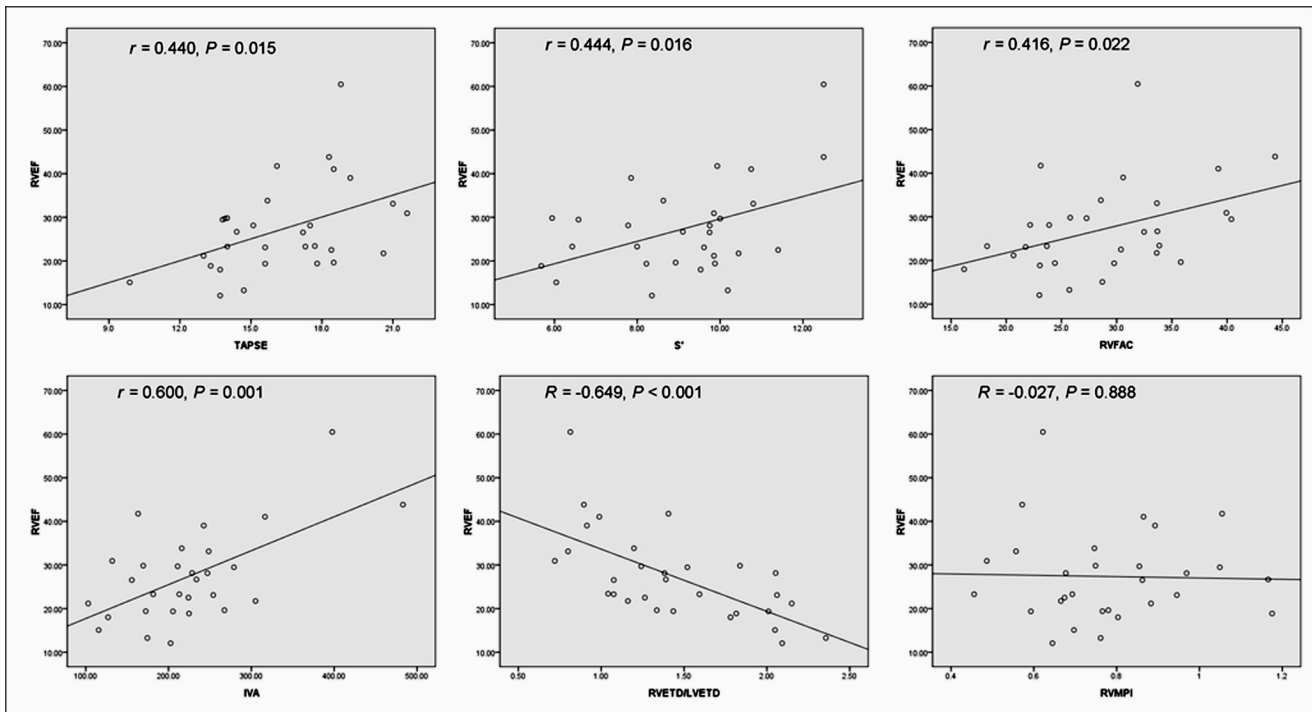 r = 0.440, P = 0.015
70.00
60.00
50.00
40.00
30.00
20.00
10.00
RVEF
9.0 12.0 15.0 18.0 21.0
TAPSE
r = 0.444, P = 0.016
70.00
60.00
50.00
40.00
30.00
20.00
10.00
RVEF
6.00 8.00 10.00 12.00
S'
r = 0.416, P = 0.022
70.00
60.00
50.00
40.00
30.00
20.00
10.00
RVEF
15.0 20.0 25.0 30.0 35.0 40.0 45.0
RVFAC
r = 0.600, P = 0.001
70.00
60.00
50.00
40.00
30.00
20.00
10.00
RVEF
100.00 200.00 300.00 400.00 500.00
IVA
R = -0.649, P < 0.001
70.00
60.00
50.00
40.00
30.00
20.00
10.00
RVEF
0.50 1.00 1.50 2.00 2.50
RVETD/LVETD
R = -0.027, P = 0.888
70.00
60.00
50.00
40.00
30.00
20.00
10.00
RVEF
0.4 0.6 0.8 1.0 1.2
RVMPI